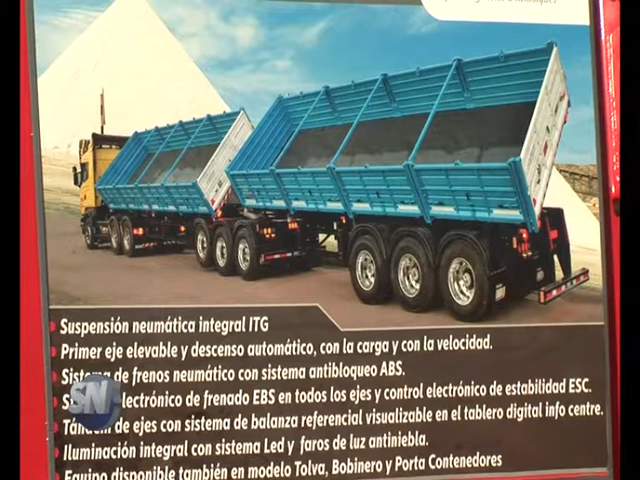 Suspensión neumática integral ITG
Primer eje elevable y descenso automático, con la carga y con la velocidad.
de frenos neumático con sistema antibloqueo ABS.
electrónico de frenado EBS en todos los ejes y control electrónico de estabilidad ESC.
de ejes con sistema de balanza referencial visualizable en el tablero digital info centre.
Iluminación integral con sistema Led y faros de luz antiniebla.
Equipo disponible también en modelo Tolva, Bobinero y Porta Contenedores
SN